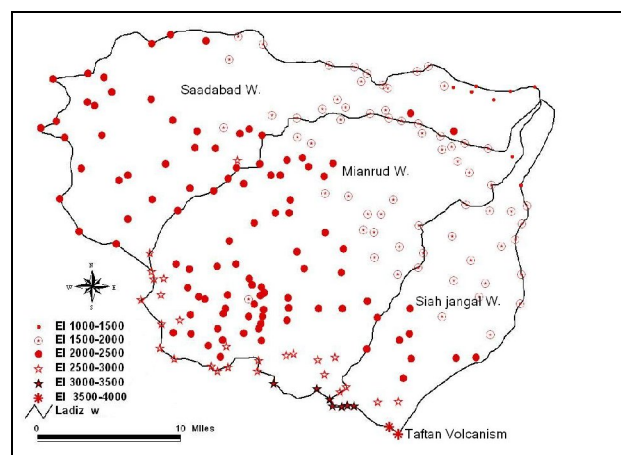 Saadabad W.
Mianrud W.
Siah jangal W.
N
W E
S
El 1000-1500
El 1500-2000
El 2000-2500
El 2500-3000
El 3000-3500
El 3500-4000
Ladiz w
0 10 Miles
Taftan Volcanism